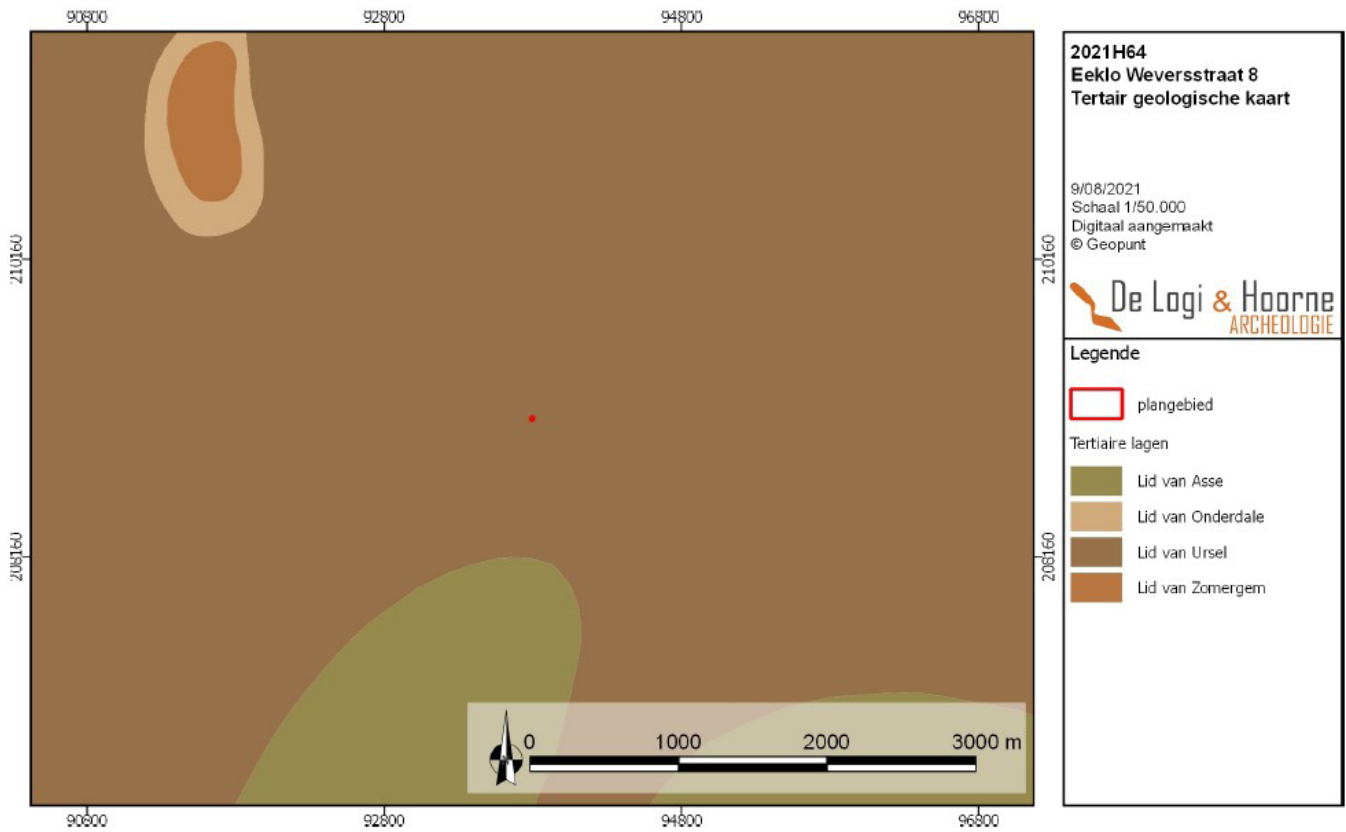 90800 92800 94800 96800
210160 210160
208160 208160
0 1000 2000 3000 m
90800 92800 94800 96800
2021H64
Eeklo Weversstraat 8
Tertair geologische kaart
9/08/2021
Schaal 1/50.000
Digitaal aangemaakt
© Geopunt
De Logi & Hoorne
ARCHEOLOGIE
Legende
plangebied
Tertiaire lagen
Lid van Asse
Lid van Onderdale
Lid van Ursel
Lid van Zomergem